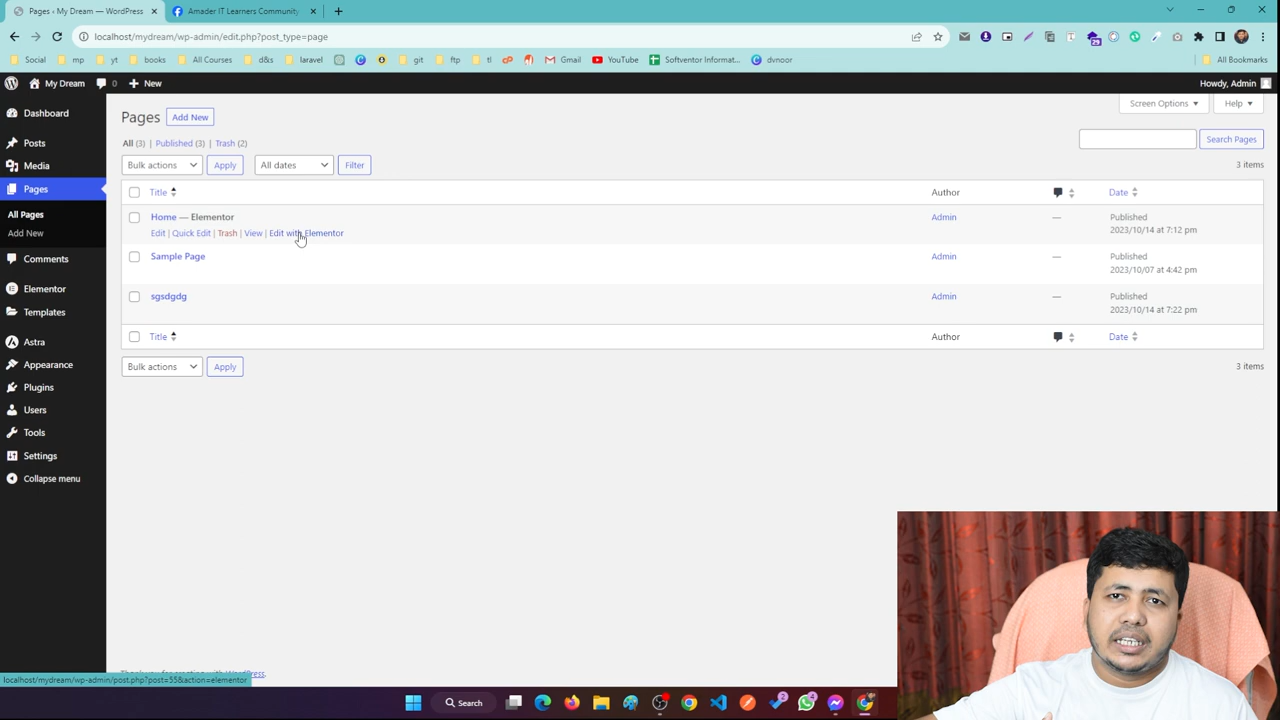 Pages ‹ My Dream — WordPress
Amader IT Learners Community
localhost/mydream/wp-admin/edit.php?post_type=page
Social
mp
yt
books
All Courses
d&s
laravel
git
ftp
tl
Gmail
YouTube
Softventor Informat...
dvnoor
All Bookmarks
My Dream
0
New
Howdy, Admin
Dashboard
Posts
Media
Pages
All Pages
Add New
Comments
Elementor
Templates
Astra
Appearance
Plugins
Users
Tools
Settings
Collapse menu
Pages Add New
Screen Options
Help
All (3) | Published (3) | Trash (2)
Search Pages
Bulk actions Apply All dates Filter
3 items
Title Author Date
Home — Elementor Admin — Published
Edit | Quick Edit | Trash | View | Edit with Elementor 2023/10/14 at 7:12 pm
Sample Page Admin — Published
2023/10/07 at 4:42 pm
sgsdgdg Admin — Published
2023/10/14 at 7:22 pm
Title Author Date
Bulk actions Apply
3 items
Thank you for creating with WordPress.
localhost/mydream/wp-admin/post.php?post=55&action=elementor
Search